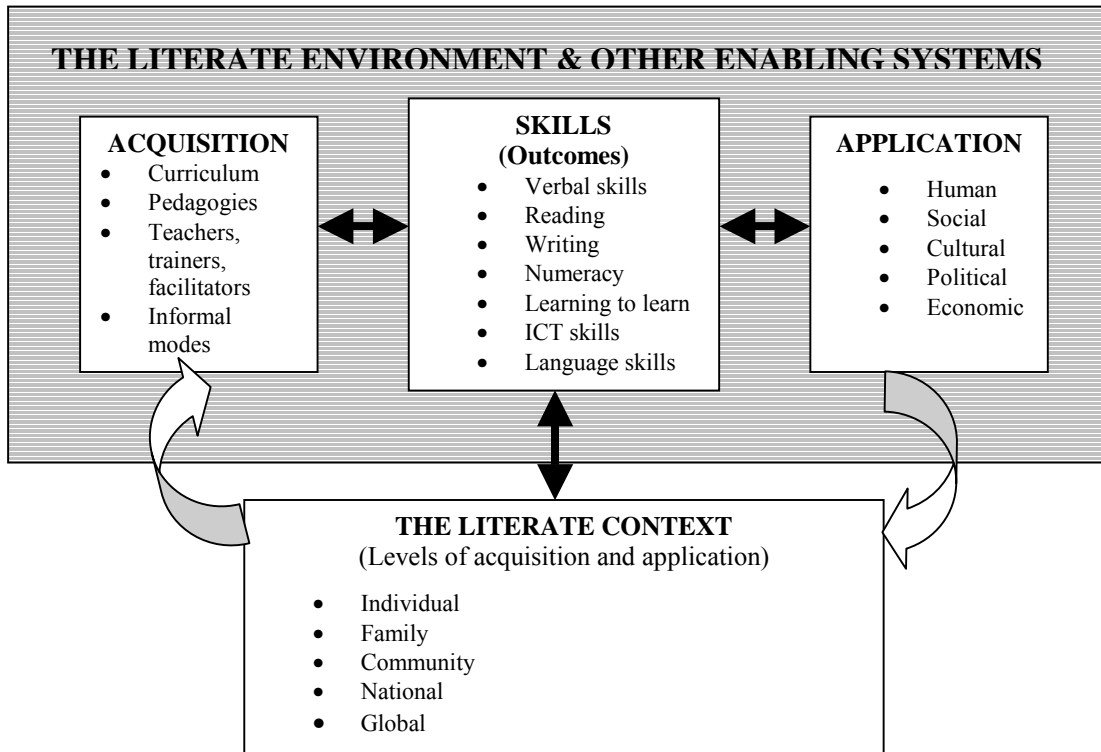 THE LITERATE ENVIRONMENT & OTHER ENABLING SYSTEMS
ACQUISITION
• Curriculum
• Pedagogies
• Teachers,
trainers,
facilitators
• Informal
modes
SKILLS
(Outcomes)
• Verbal skills
• Reading
• Writing
• Numeracy
• Learning to learn
• ICT skills
• Language skills
APPLICATION
• Human
• Social
• Cultural
• Political
• Economic
THE LITERATE CONTEXT
(Levels of acquisition and application)
• Individual
• Family
• Community
• National
• Global